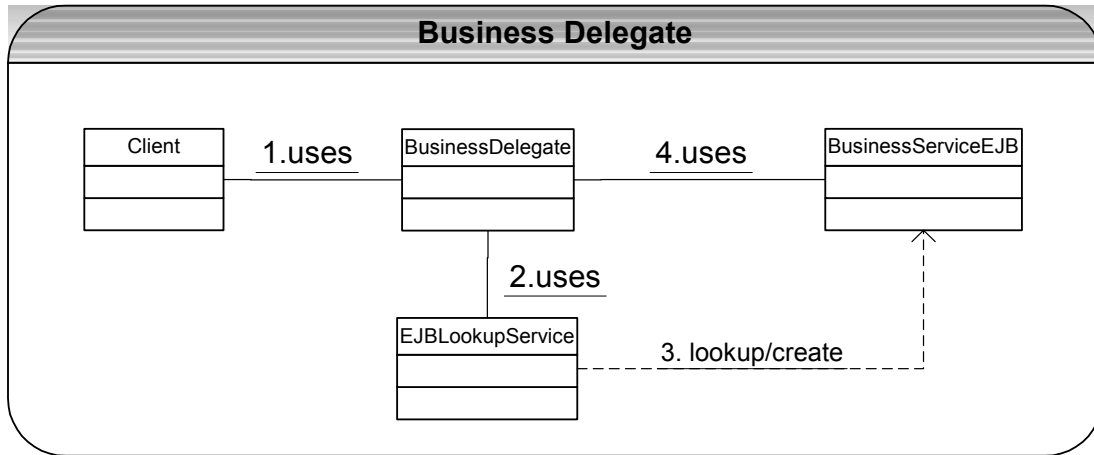 Business Delegate
Client
1.uses
BusinessDelegate
4.uses
BusinessServiceEJB
2.uses
EJBLookupService
3. lookup/create